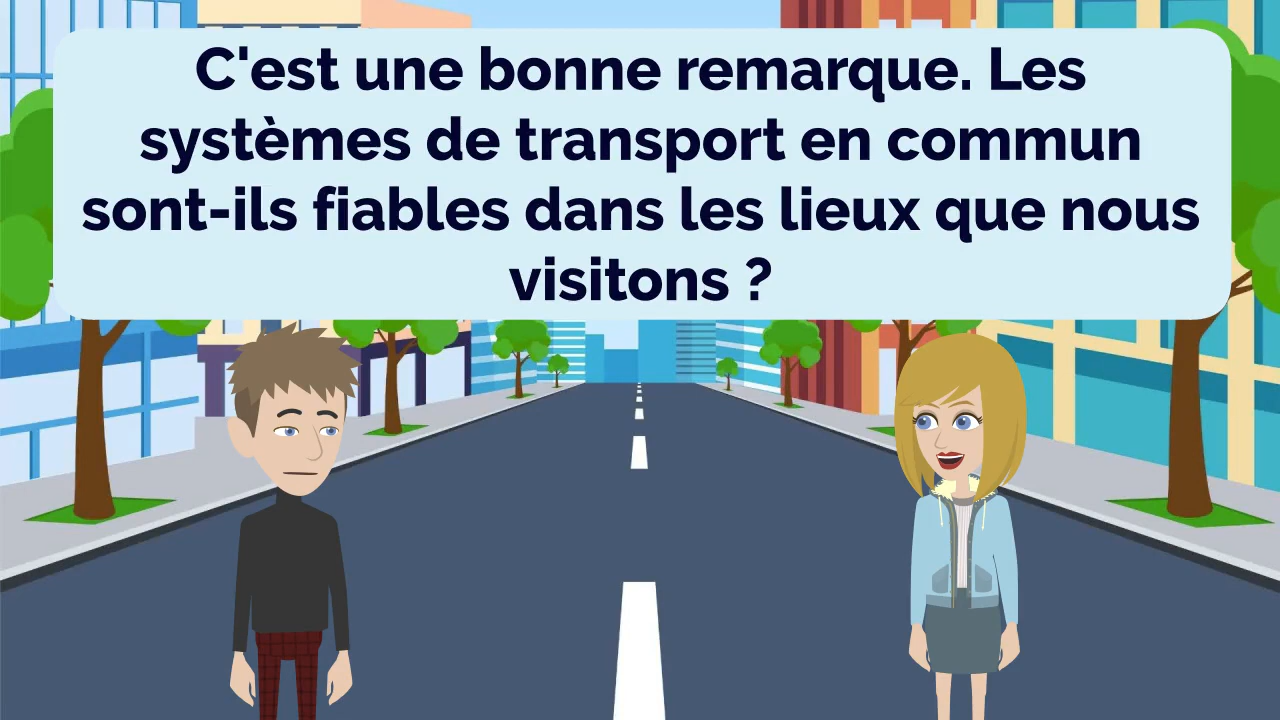 C'est une bonne remarque. Les
systèmes de transport en commun
sont-ils fiables dans les lieux que nous
visitons ?